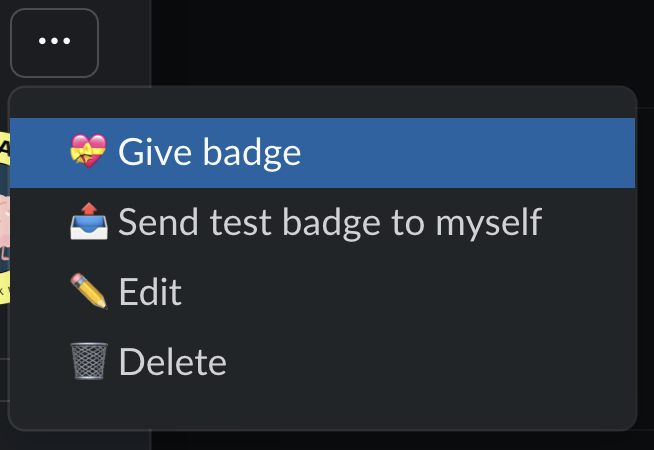 💝 Give badge
📤 Send test badge to myself
✏️ Edit
🗑️ Delete